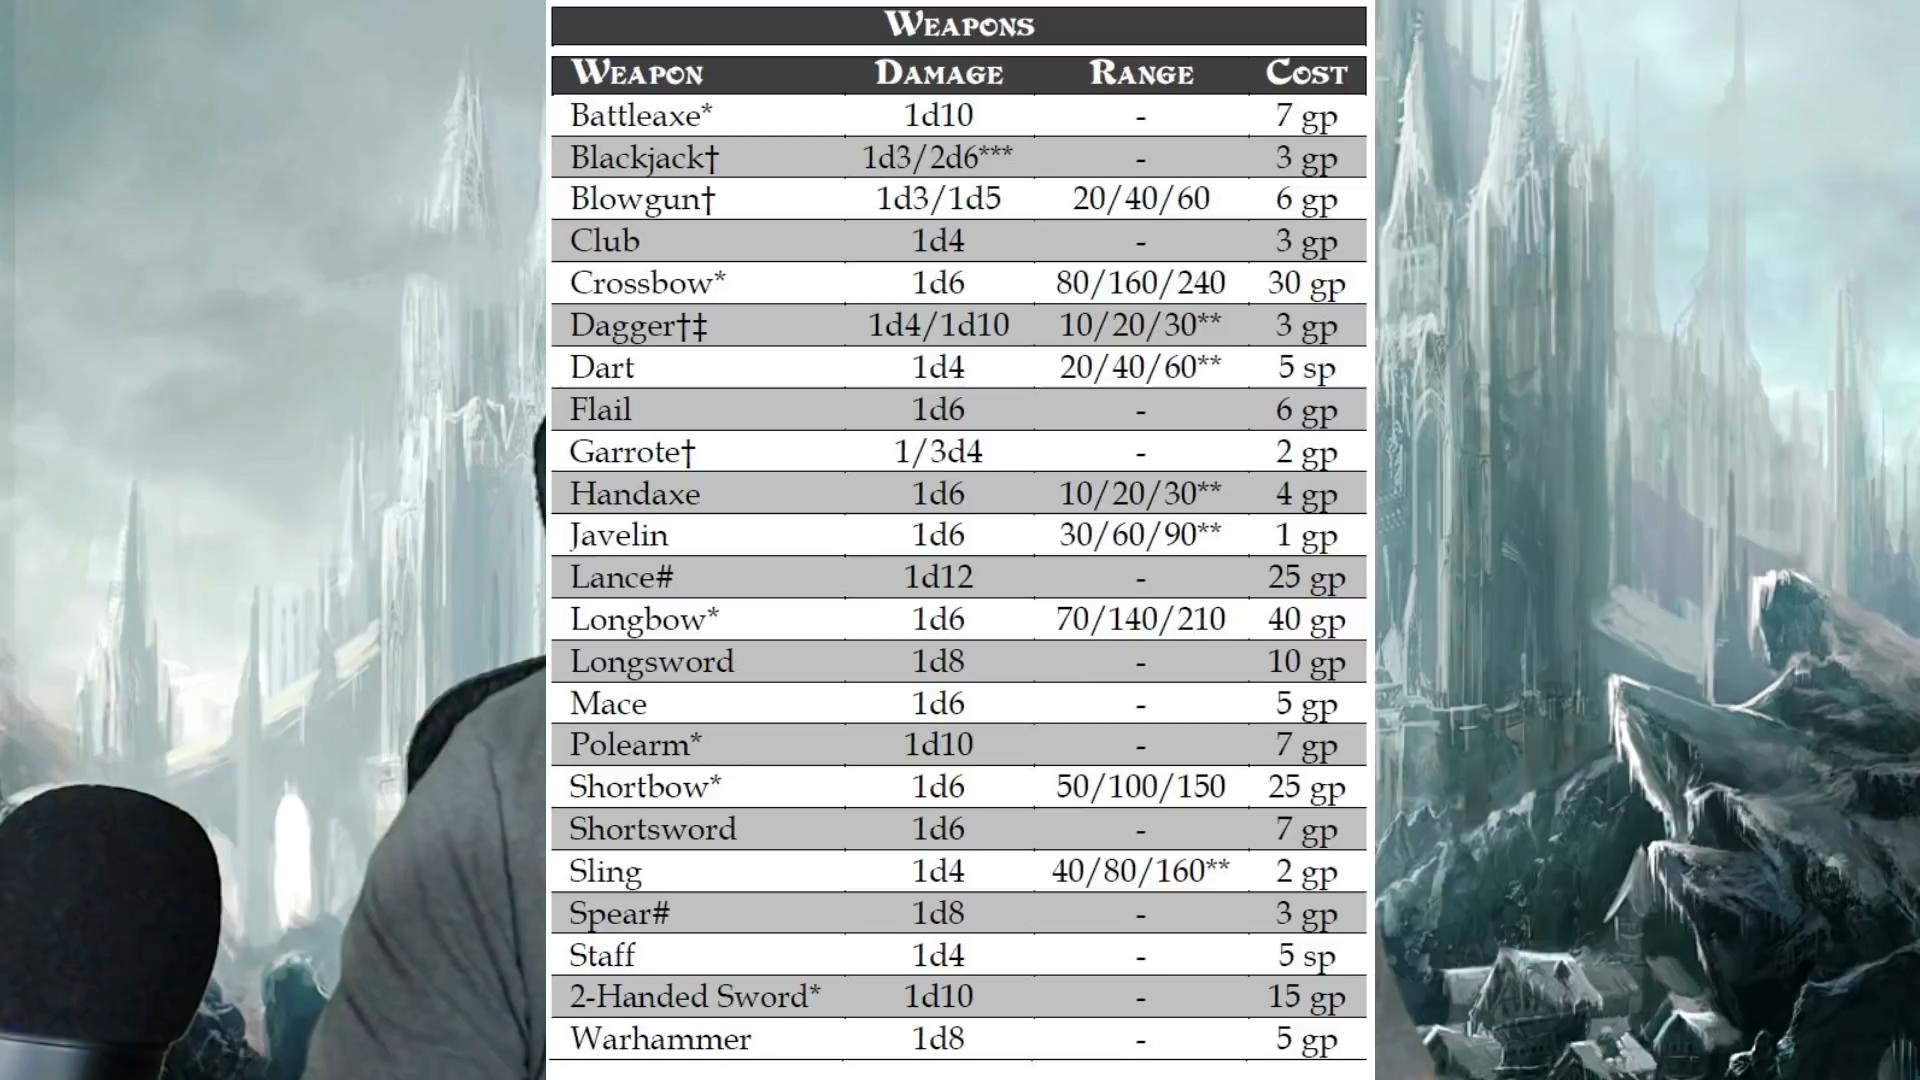 Weapons
Weapon Damage Range Cost
Battleaxe* 1d10 - 7 gp
Blackjack† 1d3/2d6*** - 3 gp
Blowgun† 1d3/1d5 20/40/60 6 gp
Club 1d4 - 3 gp
Crossbow* 1d6 80/160/240 30 gp
Dagger†‡ 1d4/1d10 10/20/30** 3 gp
Dart 1d4 20/40/60** 5 sp
Flail 1d6 - 6 gp
Garrote† 1/3d4 - 2 gp
Handaxe 1d6 10/20/30** 4 gp
Javelin 1d6 30/60/90** 1 gp
Lance# 1d12 - 25 gp
Longbow* 1d6 70/140/210 40 gp
Longsword 1d8 - 10 gp
Mace 1d6 - 5 gp
Polearm* 1d10 - 7 gp
Shortbow* 1d6 50/100/150 25 gp
Shortsword 1d6 - 7 gp
Sling 1d4 40/80/160** 2 gp
Spear# 1d8 - 3 gp
Staff 1d4 - 5 sp
2-Handed Sword* 1d10 - 15 gp
Warhammer 1d8 - 5 gp